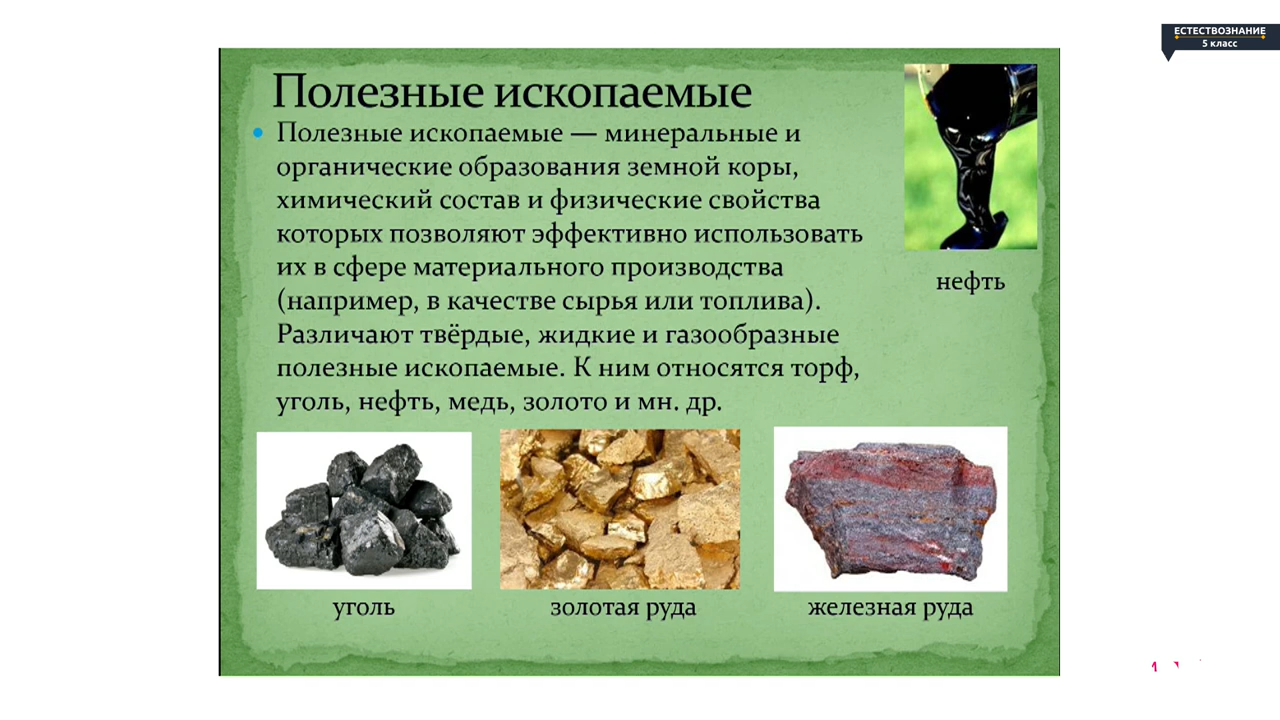 ЕСТЕСТВОЗНАНИЕ
5 класс
Полезные ископаемые
Полезные ископаемые — минеральные и
органические образования земной коры,
химический состав и физические свойства
которых позволяют эффективно использовать
их в сфере материального производства
(например, в качестве сырья или топлива).
Различают твёрдые, жидкие и газообразные
полезные ископаемые. К ним относятся торф,
уголь, нефть, медь, золото и мн. др.
нефть
уголь
золотая руда
железная руда